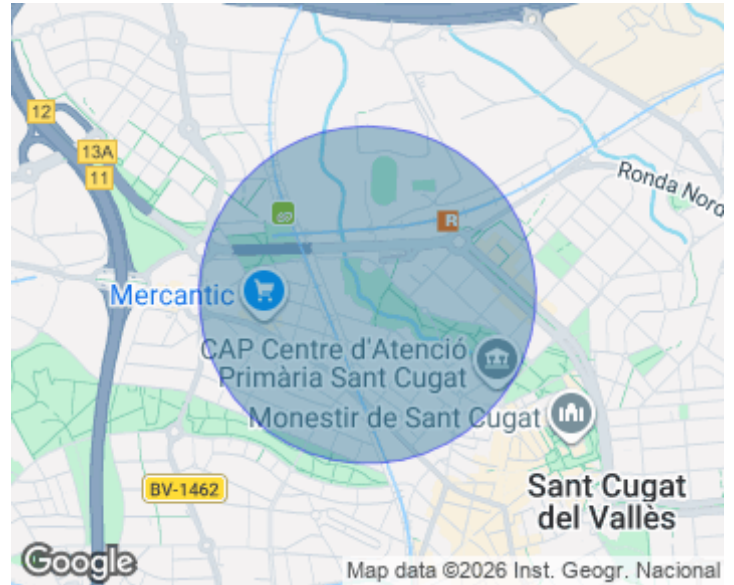 12
13A
11
Ronda Nord
R
Mercantic
CAP Centre d'Atenció
Primària Sant Cugat
Monestir de Sant Cugat
BV-1462
Sant Cugat
del Vallès
Google
Map data ©2026 Inst. Geogr. Nacional